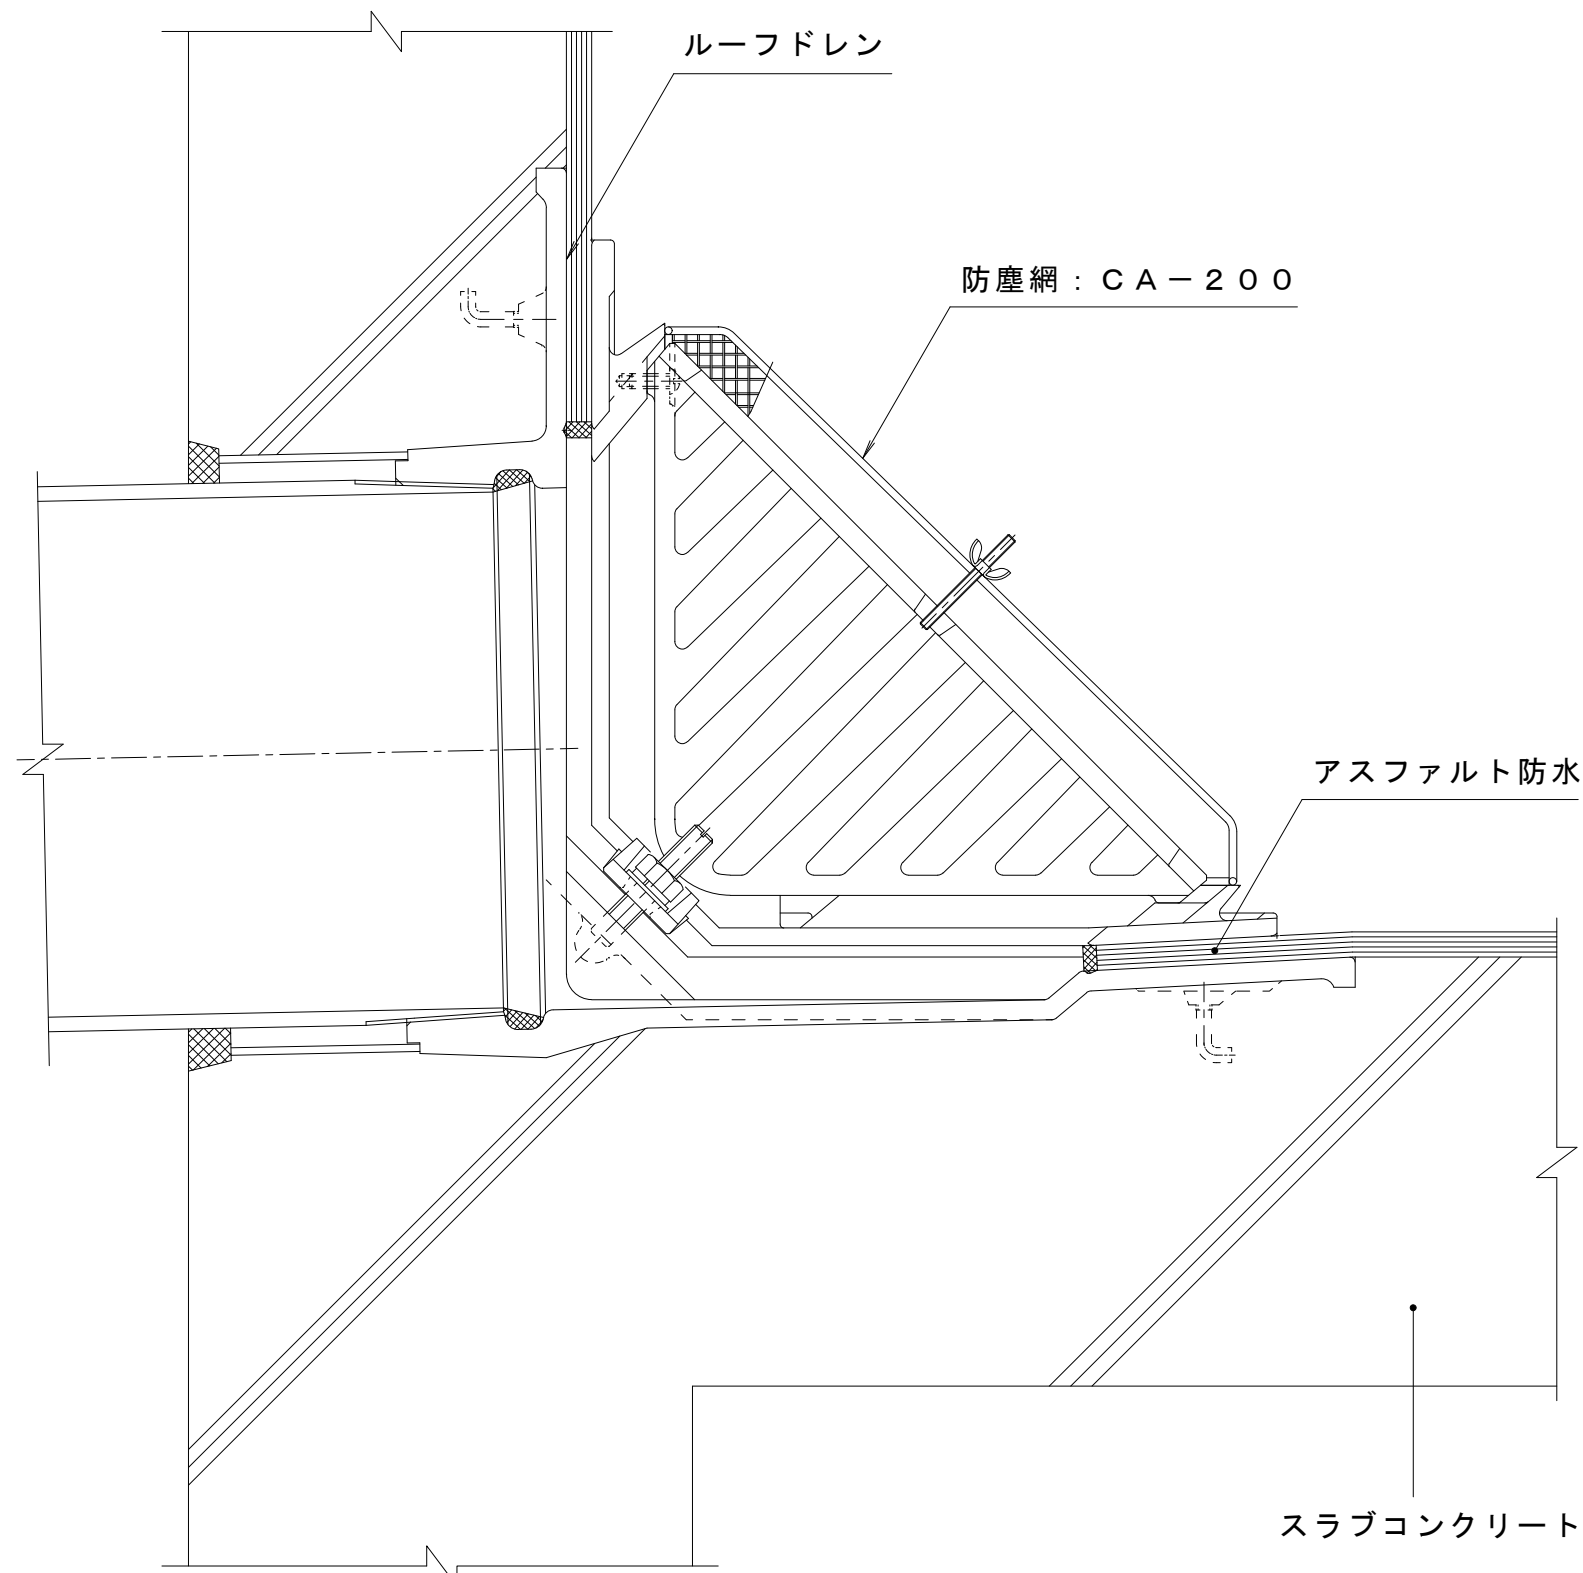 ルーフドレン
防塵網：ＣＡ－２００
アスファルト防水
スラブコンクリート